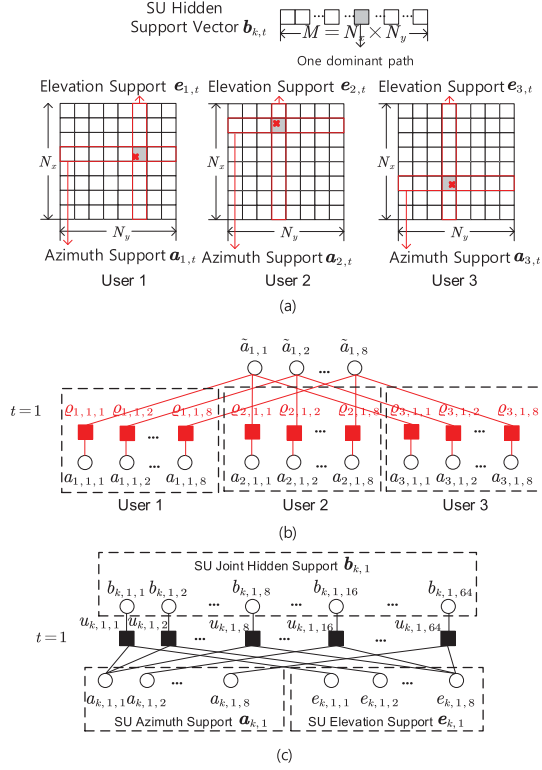 SU Hidden
Support Vector b_{k,t}
... ... ...
M = N_x × N_y
One dominant path
Elevation Support e_{1,t} Elevation Support e_{2,t} Elevation Support e_{3,t}
N_x N_x N_x
N_y N_y N_y
Azimuth Support a_{1,t} Azimuth Support a_{2,t} Azimuth Support a_{3,t}
User 1 User 2 User 3
(a)
ã_{1,1} ã_{1,2} ... ã_{1,8}
t=1
ϱ_{1,1,1} ϱ_{1,1,2} ϱ_{1,1,8} ϱ_{2,1,1} ϱ_{2,1,2} ϱ_{2,1,8} ϱ_{3,1,1} ϱ_{3,1,2} ϱ_{3,1,8}
... ... ...
... ... ...
a_{1,1,1} a_{1,1,2} a_{1,1,8} a_{2,1,1} a_{2,1,2} a_{2,1,8} a_{3,1,1} a_{3,1,2} a_{3,1,8}
User 1 User 2 User 3
(b)
SU Joint Hidden Support b_{k,1}
b_{k,1,1} b_{k,1,2} ... b_{k,1,8} ... b_{k,1,16} ... b_{k,1,64}
u_{k,1,1} u_{k,1,2} ... u_{k,1,8} ... u_{k,1,16} ... u_{k,1,64}
t=1
... ...
a_{k,1,1} a_{k,1,2} a_{k,1,8} e_{k,1,1} e_{k,1,2} e_{k,1,8}
SU Azimuth Support a_{k,1} SU Elevation Support e_{k,1}
(c)